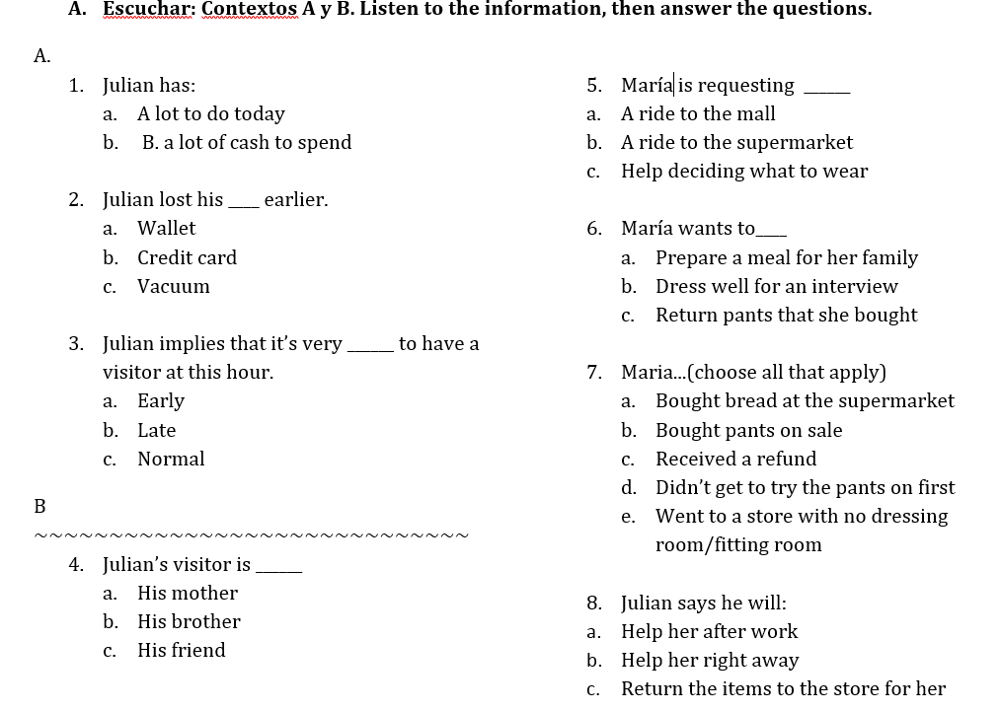 A. Escuchar: Contextos A y B. Listen to the information, then answer the questions.
A.
1. Julian has:
a. A lot to do today
b. B. a lot of cash to spend
2. Julian lost his ___ earlier.
a. Wallet
b. Credit card
c. Vacuum
3. Julian implies that it’s very _____ to have a
visitor at this hour.
a. Early
b. Late
c. Normal
B
~~~~~~~~~~~~~~~~~~~~~~~~~~~~~
4. Julian’s visitor is _____
a. His mother
b. His brother
c. His friend
5. María is requesting _____
a. A ride to the mall
b. A ride to the supermarket
c. Help deciding what to wear
6. María wants to___
a. Prepare a meal for her family
b. Dress well for an interview
c. Return pants that she bought
7. Maria...(choose all that apply)
a. Bought bread at the supermarket
b. Bought pants on sale
c. Received a refund
d. Didn’t get to try the pants on first
e. Went to a store with no dressing
room/fitting room
8. Julian says he will:
a. Help her after work
b. Help her right away
c. Return the items to the store for her